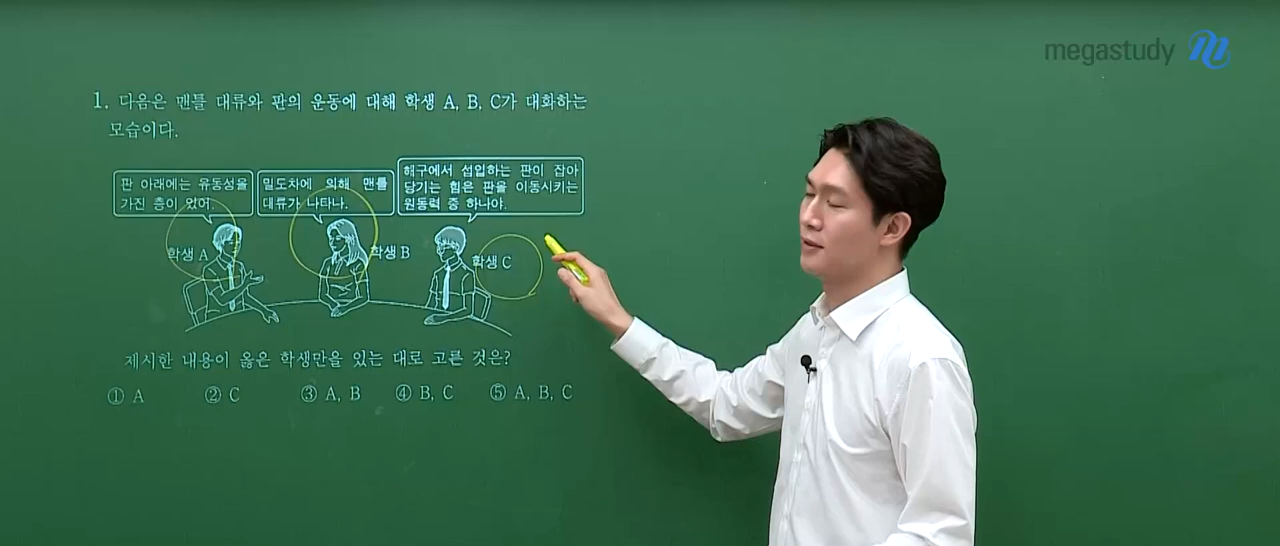 megastudy
1. 다음은 맨틀 대류와 판의 운동에 대해 학생 A, B, C가 대화하는
모습이다.
판 아래에는 유동성을
가진 층이 있어.
밀도차에 의해 맨틀
대류가 나타나.
해구에서 섭입하는 판이 잡아
당기는 힘은 판을 이동시키는
원동력 중 하나야.
학생 A
학생 B
학생 C
제시한 내용이 옳은 학생만을 있는 대로 고른 것은?
① A ② C ③ A, B ④ B, C ⑤ A, B, C